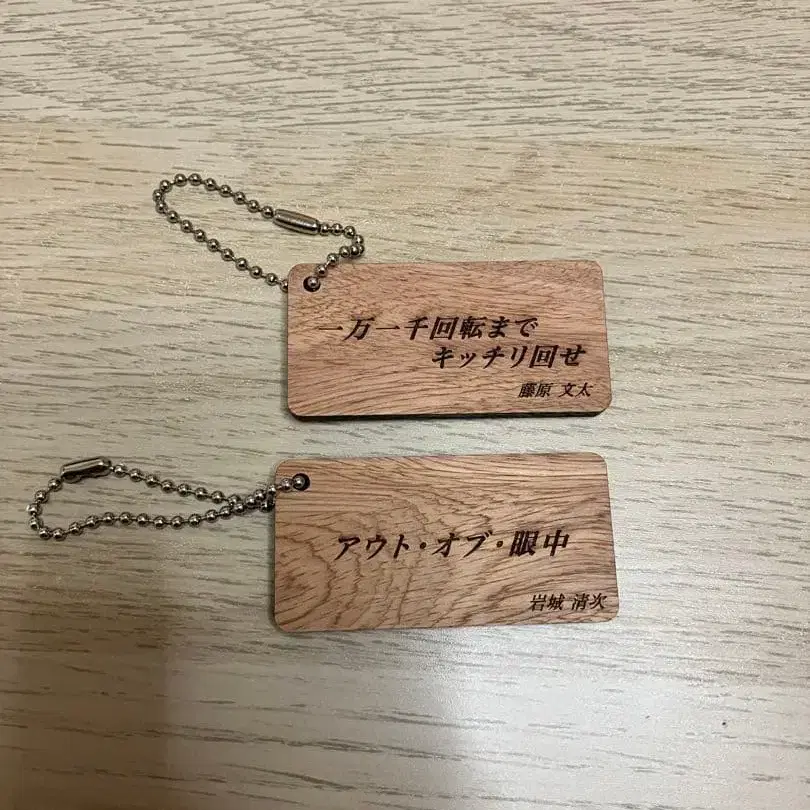 一万一千回転まで
キッチリ回せ
藤原 文太
アウト・オブ・眼中
岩城 清次